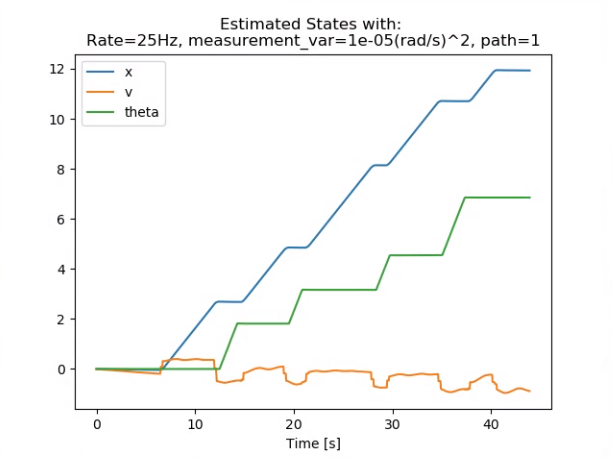 Estimated States with:
Rate=25Hz, measurement_var=1e-05(rad/s)^2, path=1
x
v
theta
12
10
8
6
4
2
0
0 10 20 30 40
Time [s]